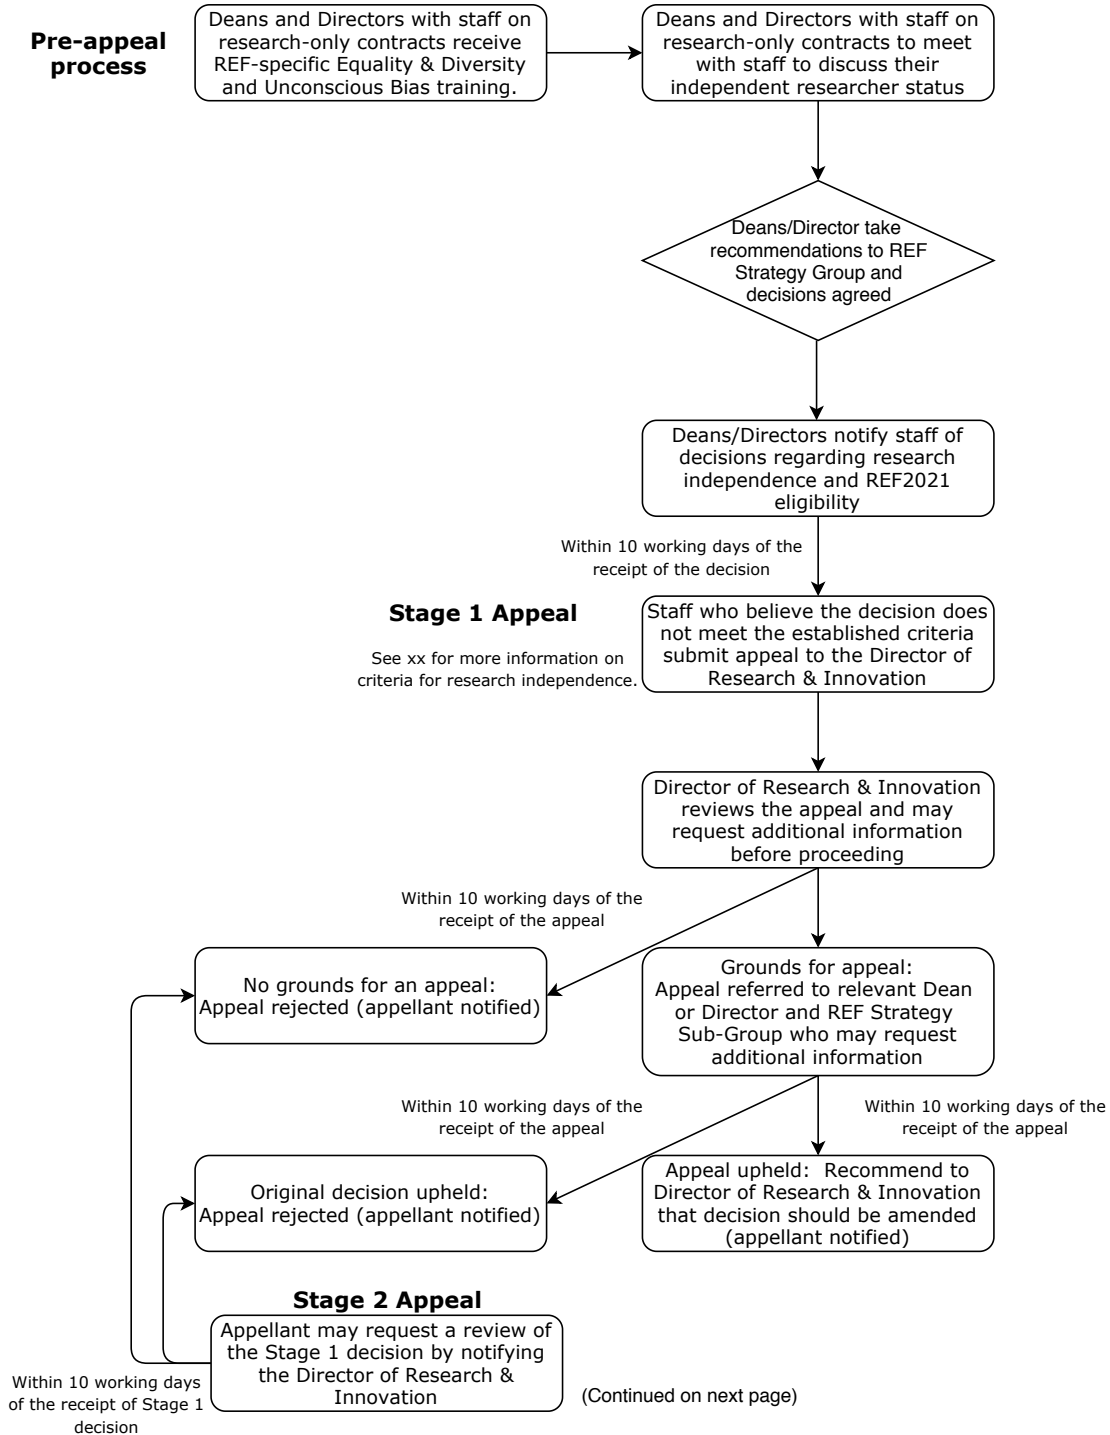 Pre-appeal
process
Deans and Directors with staff on
research-only contracts receive
REF-specific Equality & Diversity
and Unconscious Bias training.
Deans and Directors with staff on
research-only contracts to meet
with staff to discuss their
independent researcher status
Deans/Director take
recommendations to REF
Strategy Group and
decisions agreed
Deans/Directors notify staff of
decisions regarding research
independence and REF2021
eligibility
Within 10 working days of the
receipt of the decision
Stage 1 Appeal
See xx for more information on
criteria for research independence.
Staff who believe the decision does
not meet the established criteria
submit appeal to the Director of
Research & Innovation
Director of Research & Innovation
reviews the appeal and may
request additional information
before proceeding
Within 10 working days of the
receipt of the appeal
No grounds for an appeal:
Appeal rejected (appellant notified)
Grounds for appeal:
Appeal referred to relevant Dean
or Director and REF Strategy
Sub-Group who may request
additional information
Within 10 working days of the
receipt of the appeal
Within 10 working days of the
receipt of the appeal
Original decision upheld:
Appeal rejected (appellant notified)
Appeal upheld:  Recommend to
Director of Research & Innovation
that decision should be amended
(appellant notified)
Stage 2 Appeal
Appellant may request a review of
the Stage 1 decision by notifying
the Director of Research &
Innovation
Within 10 working days
of the receipt of Stage 1
decision
(Continued on next page)